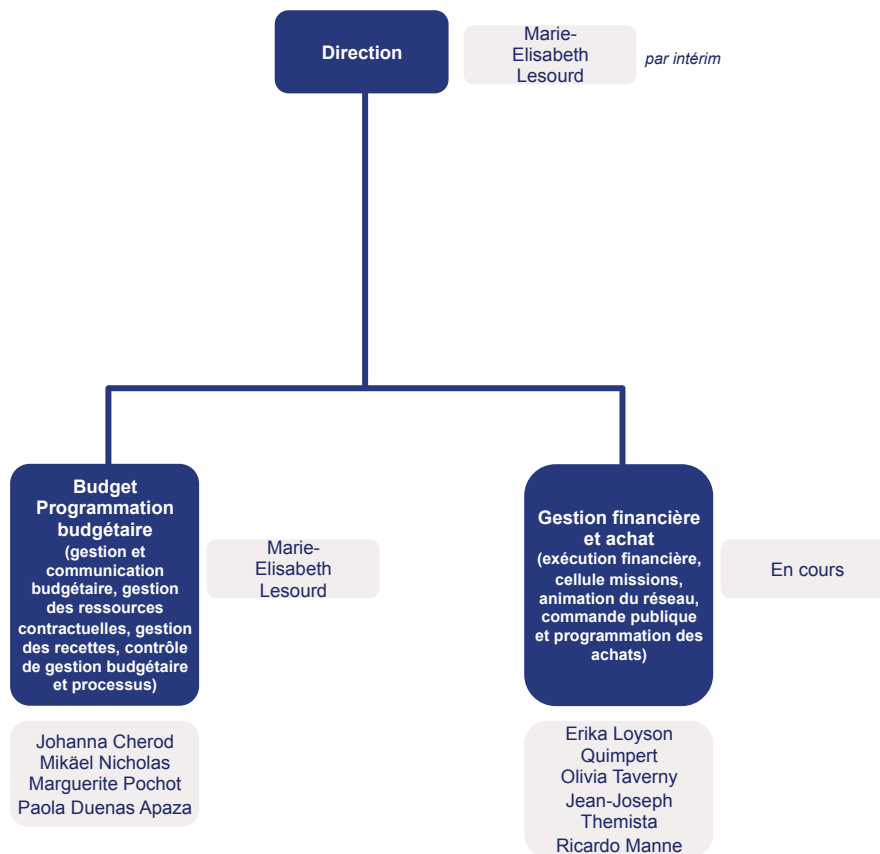 Direction
Marie-
Elisabeth
Lesourd
par intérim
Budget
Programmation
budgétaire
(gestion et
communication
budgétaire, gestion
des ressources
contractuelles, gestion
des recettes, contrôle
de gestion budgétaire
et processus)
Marie-
Elisabeth
Lesourd
Johanna Cherod
Mikäel Nicholas
Marguerite Pochot
Paola Duenas Apaza
Gestion financière
et achat
(exécution financière,
cellule missions,
animation du réseau,
commande publique
et programmation des
achats)
En cours
Erika Loyson
Quimpert
Olivia Taverny
Jean-Joseph
Themista
Ricardo Manne